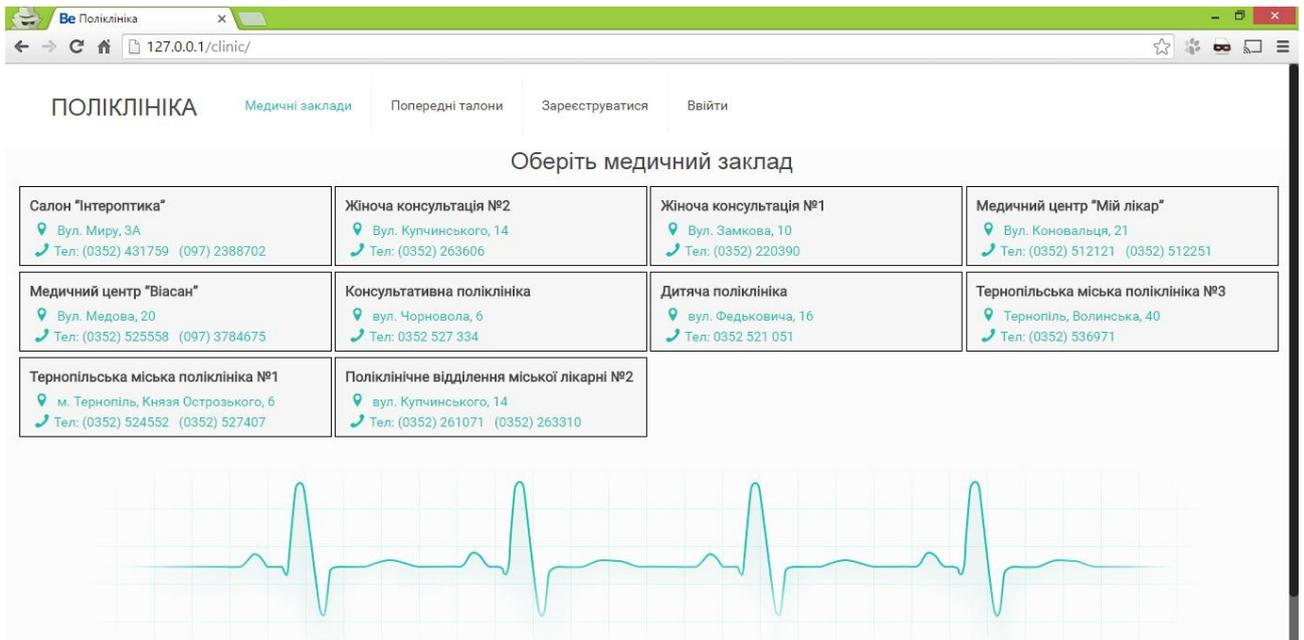 Ве Поліклініка
127.0.0.1/clinic/
ПОЛІКЛІНІКА Медичні заклади Попередні талони Зареєструватися Ввійти
Оберіть медичний заклад
Салон "Інтероптика"
Вул. Миру, 3А
Тел: (0352) 431759 (097) 2388702
Жіноча консультація №2
Вул. Купчинського, 14
Тел: (0352) 263606
Жіноча консультація №1
Вул. Замкова, 10
Тел: (0352) 220390
Медичний центр "Мій лікар"
Вул. Коновальця, 21
Тел: (0352) 512121 (0352) 512251
Медичний центр "Віасан"
Вул. Медова, 20
Тел: (0352) 525558 (097) 3784675
Консультативна поліклініка
вул. Чорновола, 6
Тел: 0352 527 334
Дитяча поліклініка
вул. Федьковича, 16
Тел: 0352 521 051
Тернопільська міська поліклініка №3
Тернопіль, Волинська, 40
Тел: (0352) 536971
Тернопільська міська поліклініка №1
м. Тернопіль, Князя Острозького, 6
Тел: (0352) 524552 (0352) 527407
Поліклінічне відділення міської лікарні №2
вул. Купчинського, 14
Тел: (0352) 261071 (0352) 263310